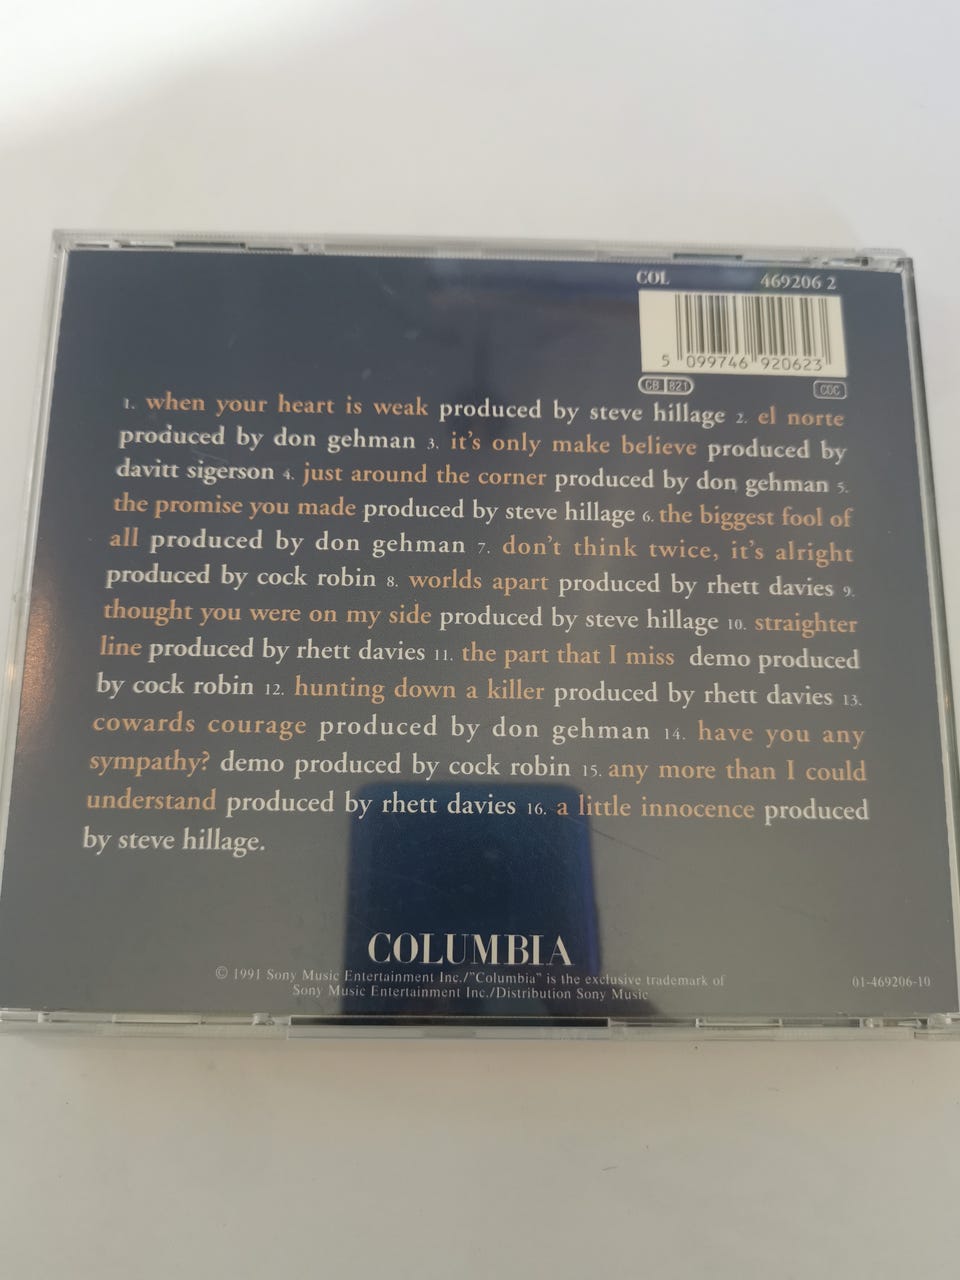 COL 469206 2
5 099746 920623
CB 821 CDC
1. when your heart is weak produced by steve hillage 2. el norte
produced by don gehman 3. it's only make believe produced by
davitt sigerson 4. just around the corner produced by don gehman 5.
the promise you made produced by steve hillage 6. the biggest fool of
all produced by don gehman 7. don't think twice, it's alright
produced by cock robin 8. worlds apart produced by rhett davies 9.
thought you were on my side produced by steve hillage 10. straighter
line produced by rhett davies 11. the part that I miss demo produced
by cock robin 12. hunting down a killer produced by rhett davies 13.
cowards courage produced by don gehman 14. have you any
sympathy? demo produced by cock robin 15. any more than I could
understand produced by rhett davies 16. a little innocence produced
by steve hillage.
COLUMBIA
© 1991 Sony Music Entertainment Inc./"Columbia" is the exclusive trademark of
Sony Music Entertainment Inc./Distribution Sony Music
01-469206-10